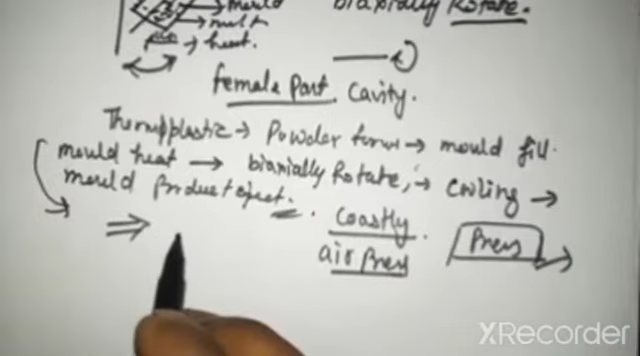 mould
melt
heat.
biaxially Rotate.
female part. Cavity.
Thermoplastic → Powder form → mould fill.
mould heat → biaxially Rotate, → Cooling →
mould Product eject.
Coastly.
air Press
Press
XRecorder